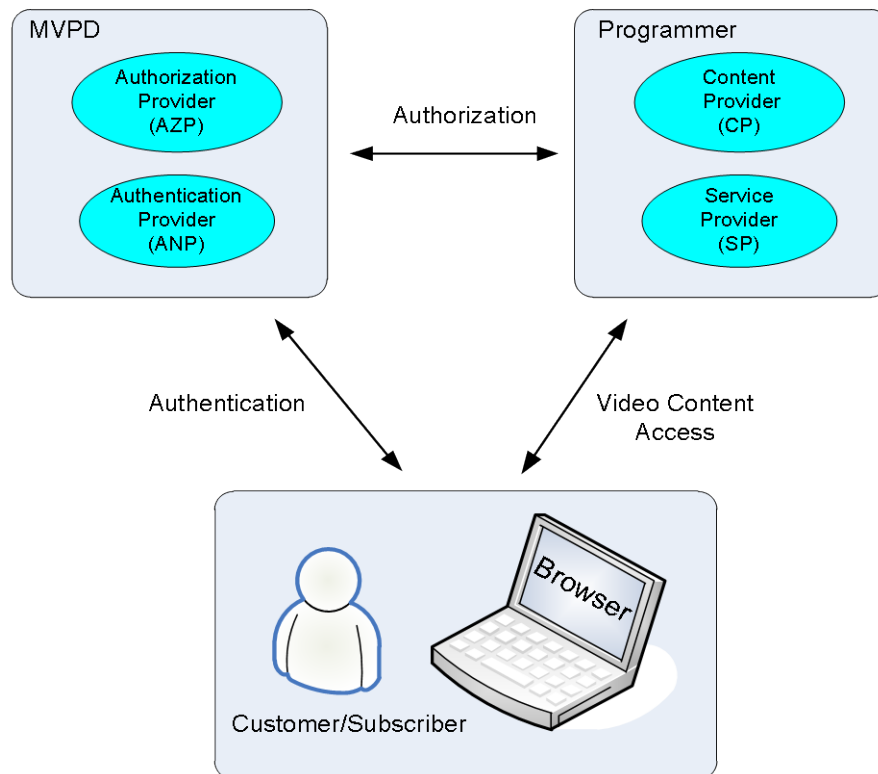 MVPD
Authorization
Provider
(AZP)
Authentication
Provider
(ANP)
Authorization
Programmer
Content
Provider
(CP)
Service
Provider
(SP)
Authentication
Video Content
Access
Browser
Customer/Subscriber